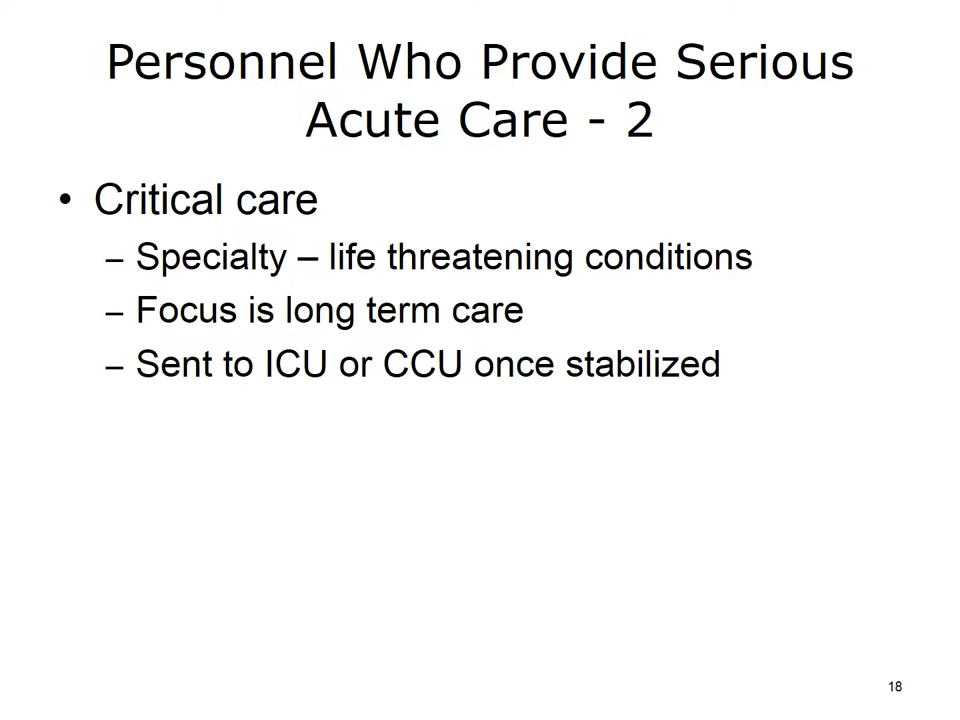 Personnel Who Provide Serious
Acute Care - 2
• Critical care
– Specialty – life threatening conditions
– Focus is long term care
– Sent to ICU or CCU once stabilized
18